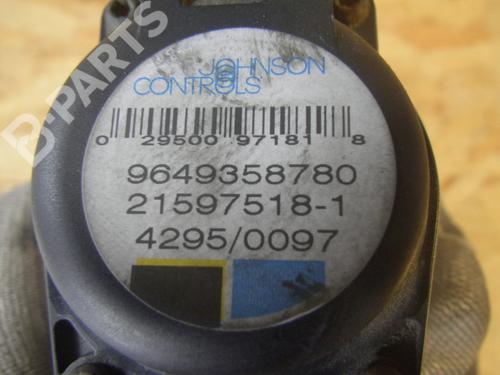 B-PARTS
JOHNSON
CONTROLS
0 29500 97181 8
9649358780
21597518-1
4295/0097